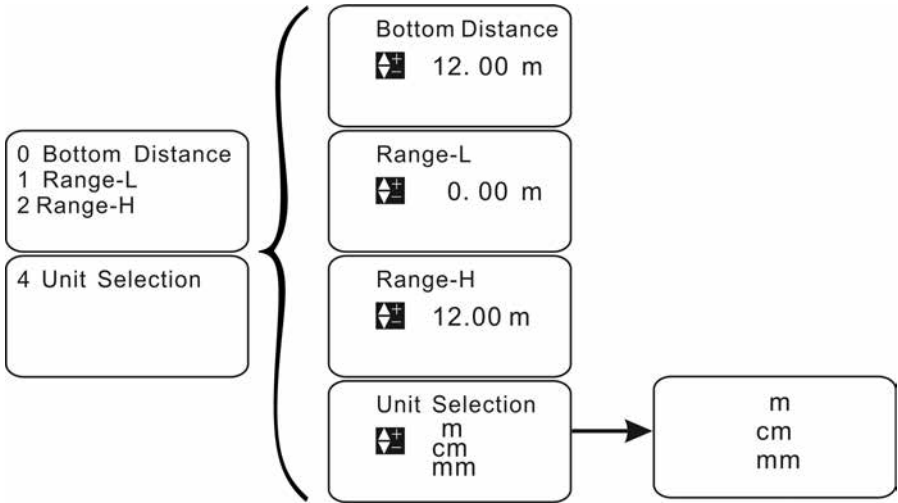 0 Bottom Distance
1 Range-L
2 Range-H
4 Unit Selection
Bottom Distance
+
12. 00 m
−
Range-L
+
0. 00 m
−
Range-H
+
12.00 m
−
Unit Selection
+
m
−
cm
mm
m
cm
mm